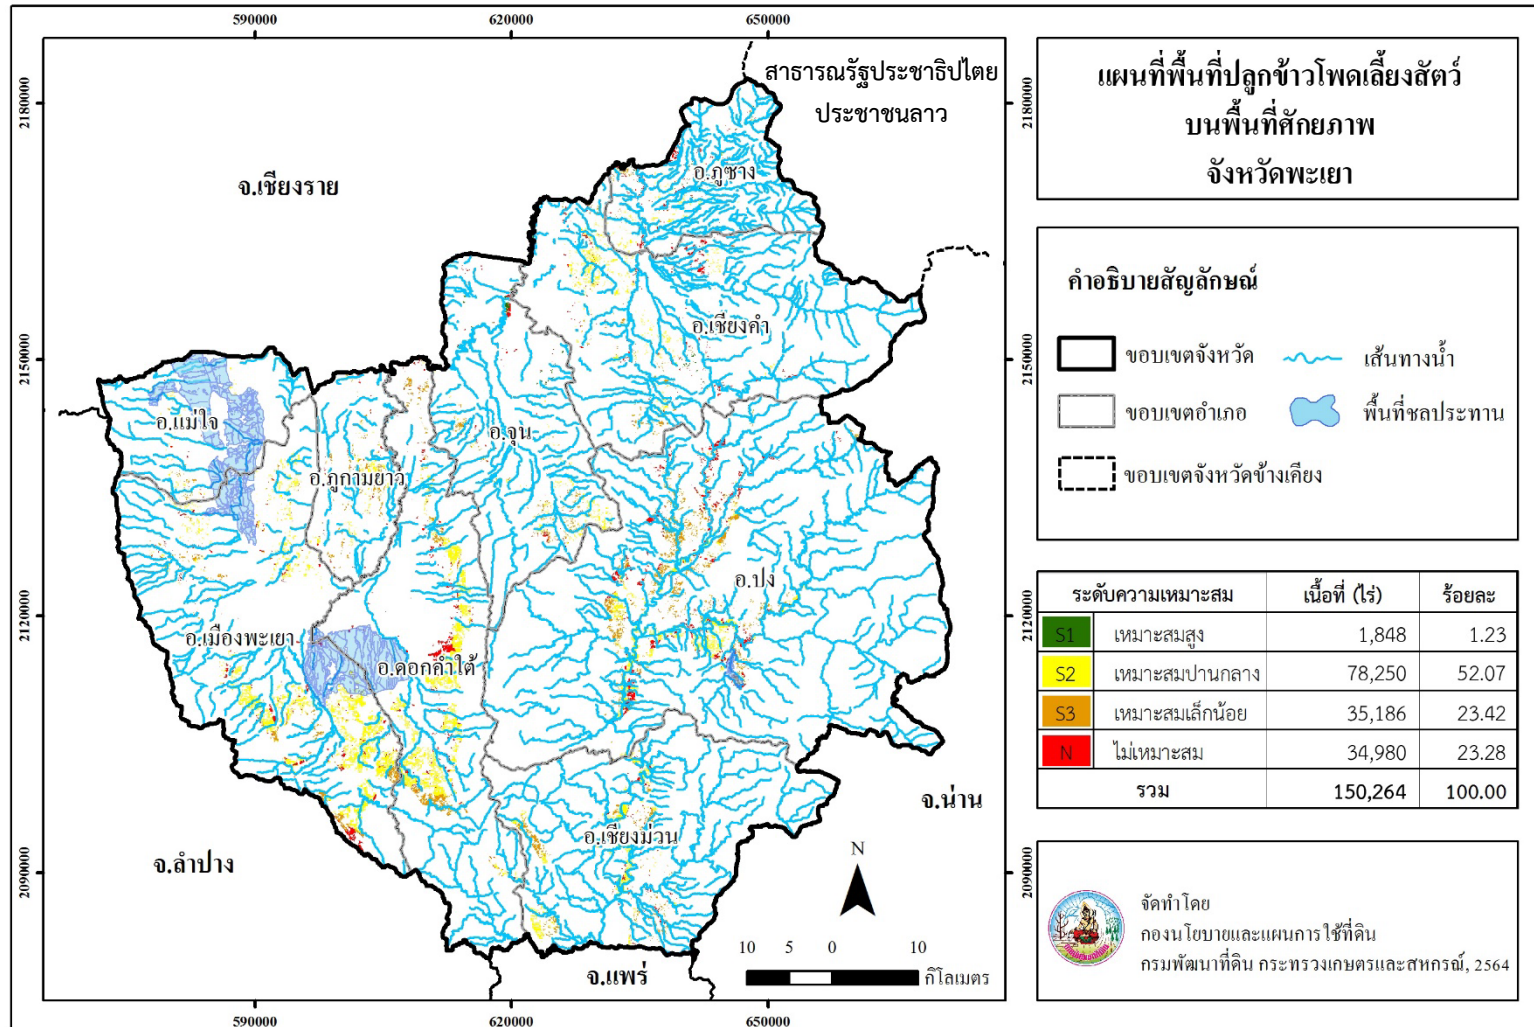 590000
620000
650000
2180000
2150000
2120000
2090000
2180000
2150000
2120000
2090000
590000
620000
650000
สาธารณรัฐประชาธิปไตย
ประชาชนลาว
จ.เชียงราย
อ.ภูซาง
อ.เชียงคำ
อ.แม่ใจ
อ.จุน
อ.ภูกามยาว
อ.ปง
อ.เมืองพะเยา
อ.ดอกคำใต้
อ.เชียงม่วน
จ.น่าน
จ.ลำปาง
จ.แพร่
N
10 5 0 10
กิโลเมตร
แผนที่พื้นที่ปลูกข้าวโพดเลี้ยงสัตว์
บนพื้นที่ศักยภาพ
จังหวัดพะเยา
คำอธิบายสัญลักษณ์
ขอบเขตจังหวัด เส้นทางน้ำ
ขอบเขตอำเภอ พื้นที่ชลประทาน
ขอบเขตจังหวัดข้างเคียง
ระดับความเหมาะสม เนื้อที่ (ไร่) ร้อยละ
S1 เหมาะสมสูง 1,848 1.23
S2 เหมาะสมปานกลาง 78,250 52.07
S3 เหมาะสมเล็กน้อย 35,186 23.42
N ไม่เหมาะสม 34,980 23.28
รวม 150,264 100.00
จัดทำโดย
กองนโยบายและแผนการใช้ที่ดิน
กรมพัฒนาที่ดิน กระทรวงเกษตรและสหกรณ์, 2564